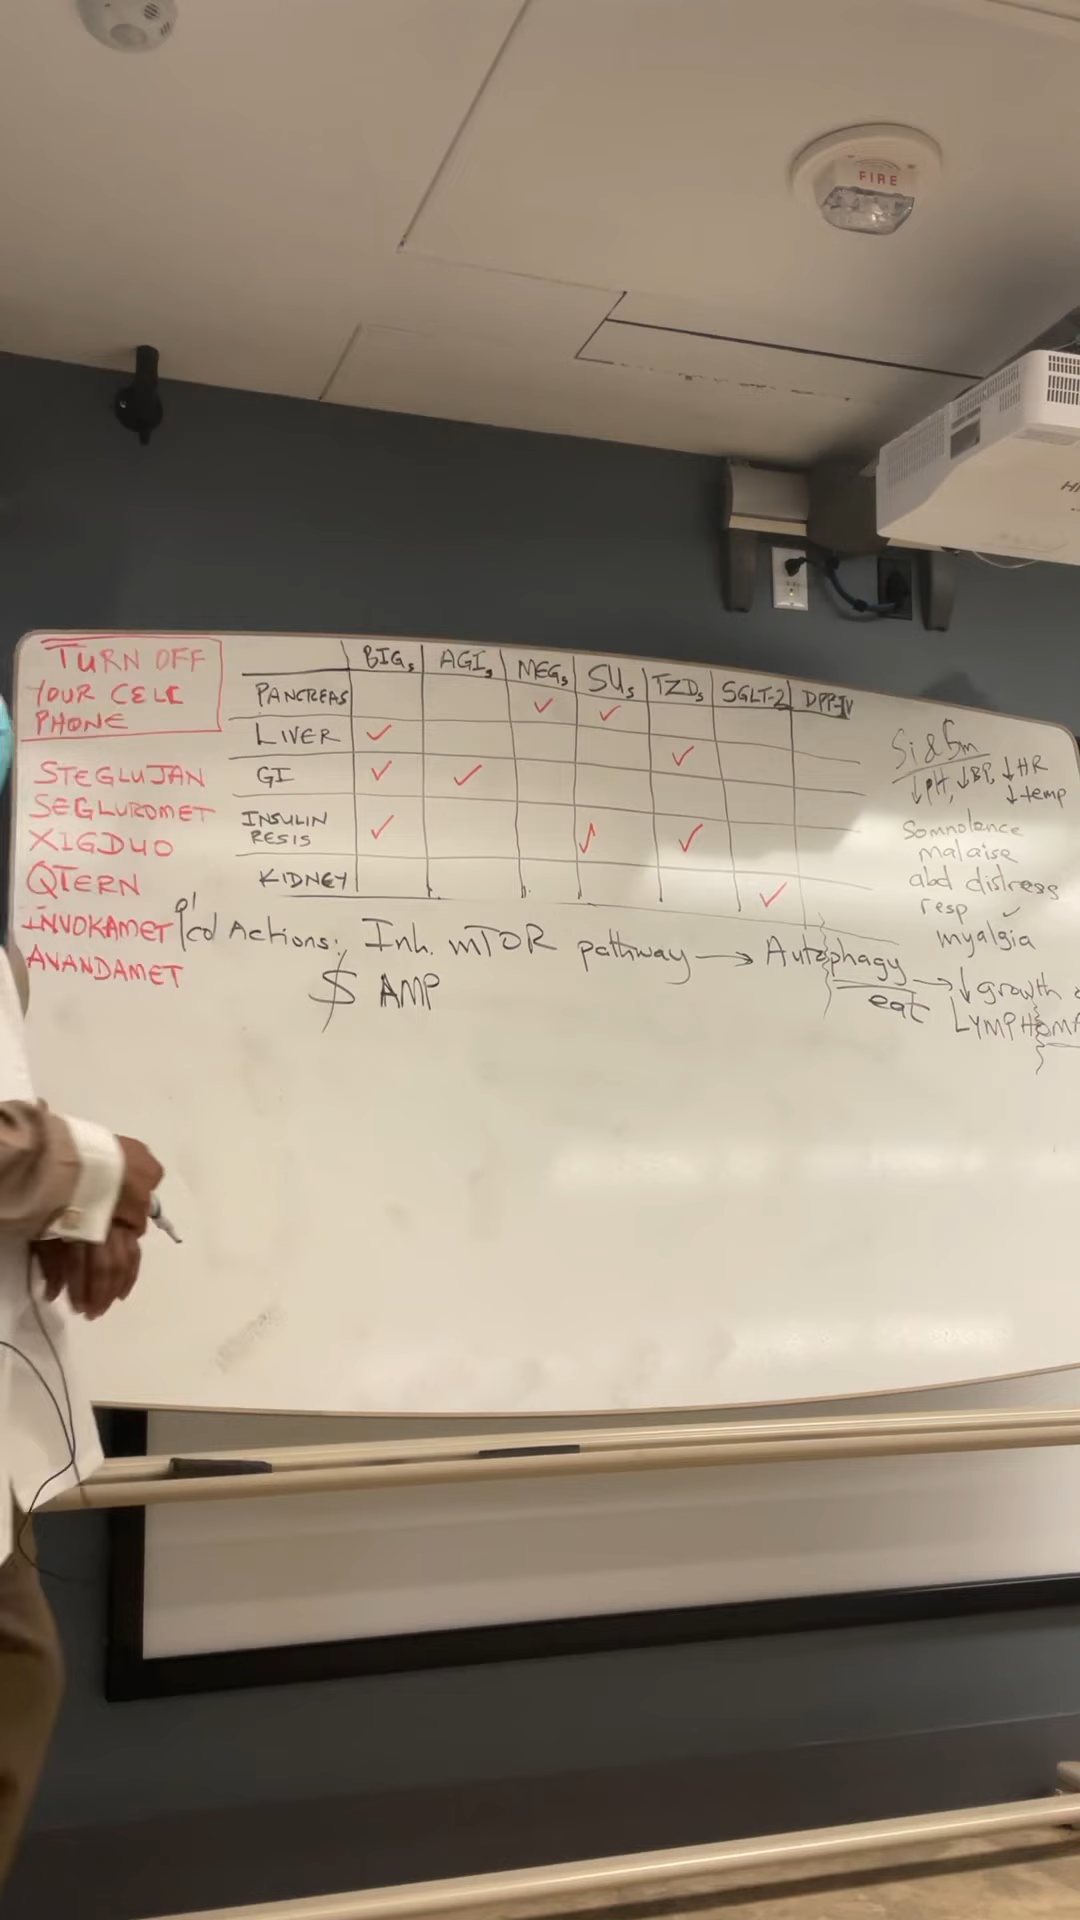 FIRE
TURN OFF
YOUR CELL
PHONE
STEGLUJAN
SEGLUROMET
XIGDUO
QTERN
INVOKAMET
AVANDAMET
BIGs AGIs MEGs SUs TZDs SGLT-2 DPP-IV
PANCREAS ✓ ✓
LIVER ✓ ✓
GI ✓ ✓
INSULIN
RESIS ✓ ✓ ✓
KIDNEY ✓
Si & Sm
↓PH, ↓BP, ↓HR
↓temp
Somnolence
malaise
abd distress
resp ✓
myalgia
Actions: Inh. mTOR pathway → Autophagy → ↓growth
$ AMP
eat